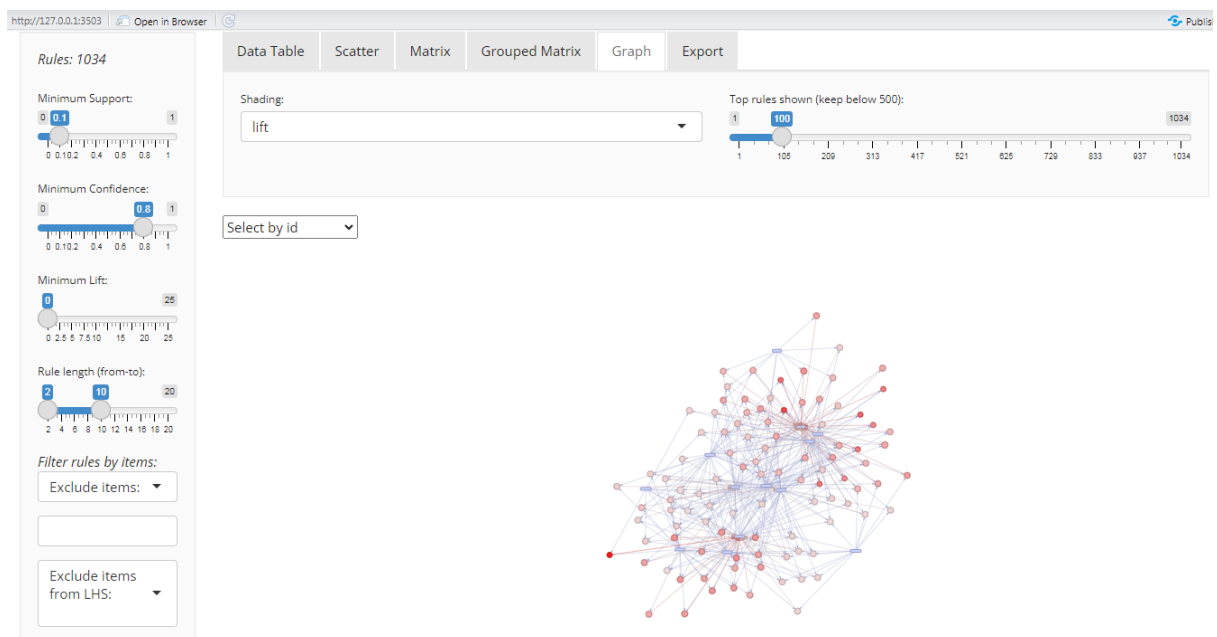 http://127.0.0.1:3503 Open in Browser Publis
Rules: 1034
Data Table Scatter Matrix Grouped Matrix Graph Export
Minimum Support:
0 0.1 1
0 0.10.2 0.4 0.6 0.8 1
Shading:
lift
Top rules shown (keep below 500):
1 100 1034
1 105 209 313 417 521 625 729 833 937 1034
Minimum Confidence:
0 0.8 1
0 0.10.2 0.4 0.6 0.8 1
Select by id
Minimum Lift:
0 25
0 2.5 5 7.5 10 15 20 25
Rule length (from-to):
2 10 20
2 4 6 8 10 12 14 16 18 20
Filter rules by items:
Exclude items:
Exclude items
from LHS: